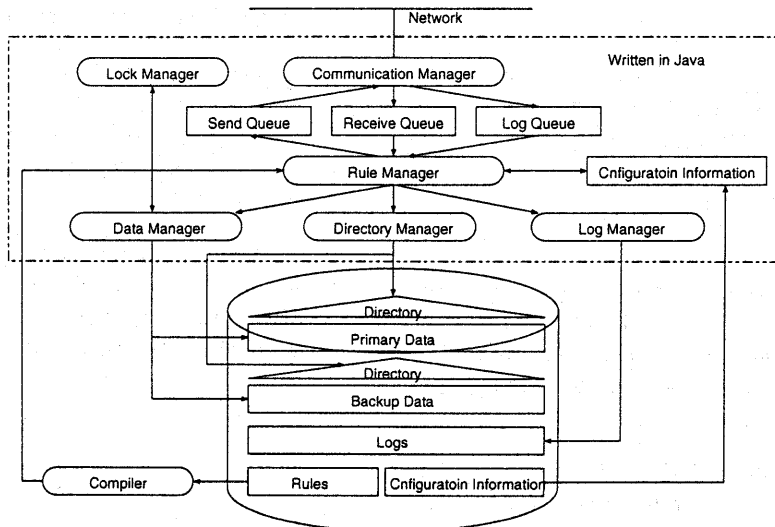 Network
Written in Java
Lock Manager
Communication Manager
Send Queue
Receive Queue
Log Queue
Rule Manager
Cnfiguratoin Information
Data Manager
Directory Manager
Log Manager
Directory
Primary Data
Directory
Backup Data
Logs
Compiler
Rules
Cnfiguratoin Information